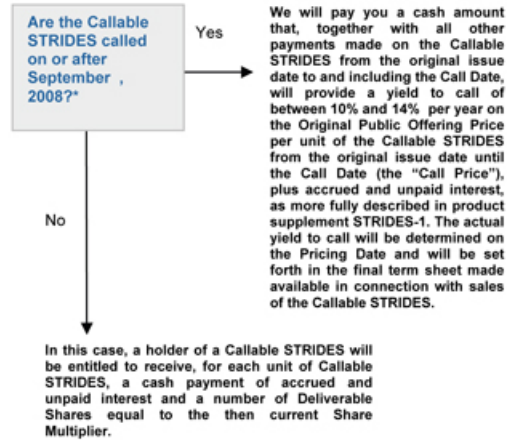 Are the Callable
STRIDES called
on or after
September ,
2008?*
Yes
We will pay you a cash amount
that, together with all other
payments made on the Callable
STRIDES from the original issue
date to and including the Call Date,
will provide a yield to call of
between 10% and 14% per year on
the Original Public Offering Price
per unit of the Callable STRIDES
from the original issue date until
the Call Date (the “Call Price”),
plus accrued and unpaid interest,
as more fully described in product
supplement STRIDES-1. The actual
yield to call will be determined on
the Pricing Date and will be set
forth in the final term sheet made
available in connection with sales
of the Callable STRIDES.
No
In this case, a holder of a Callable STRIDES will
be entitled to receive, for each unit of Callable
STRIDES, a cash payment of accrued and
unpaid interest and a number of Deliverable
Shares equal to the then current Share
Multiplier.